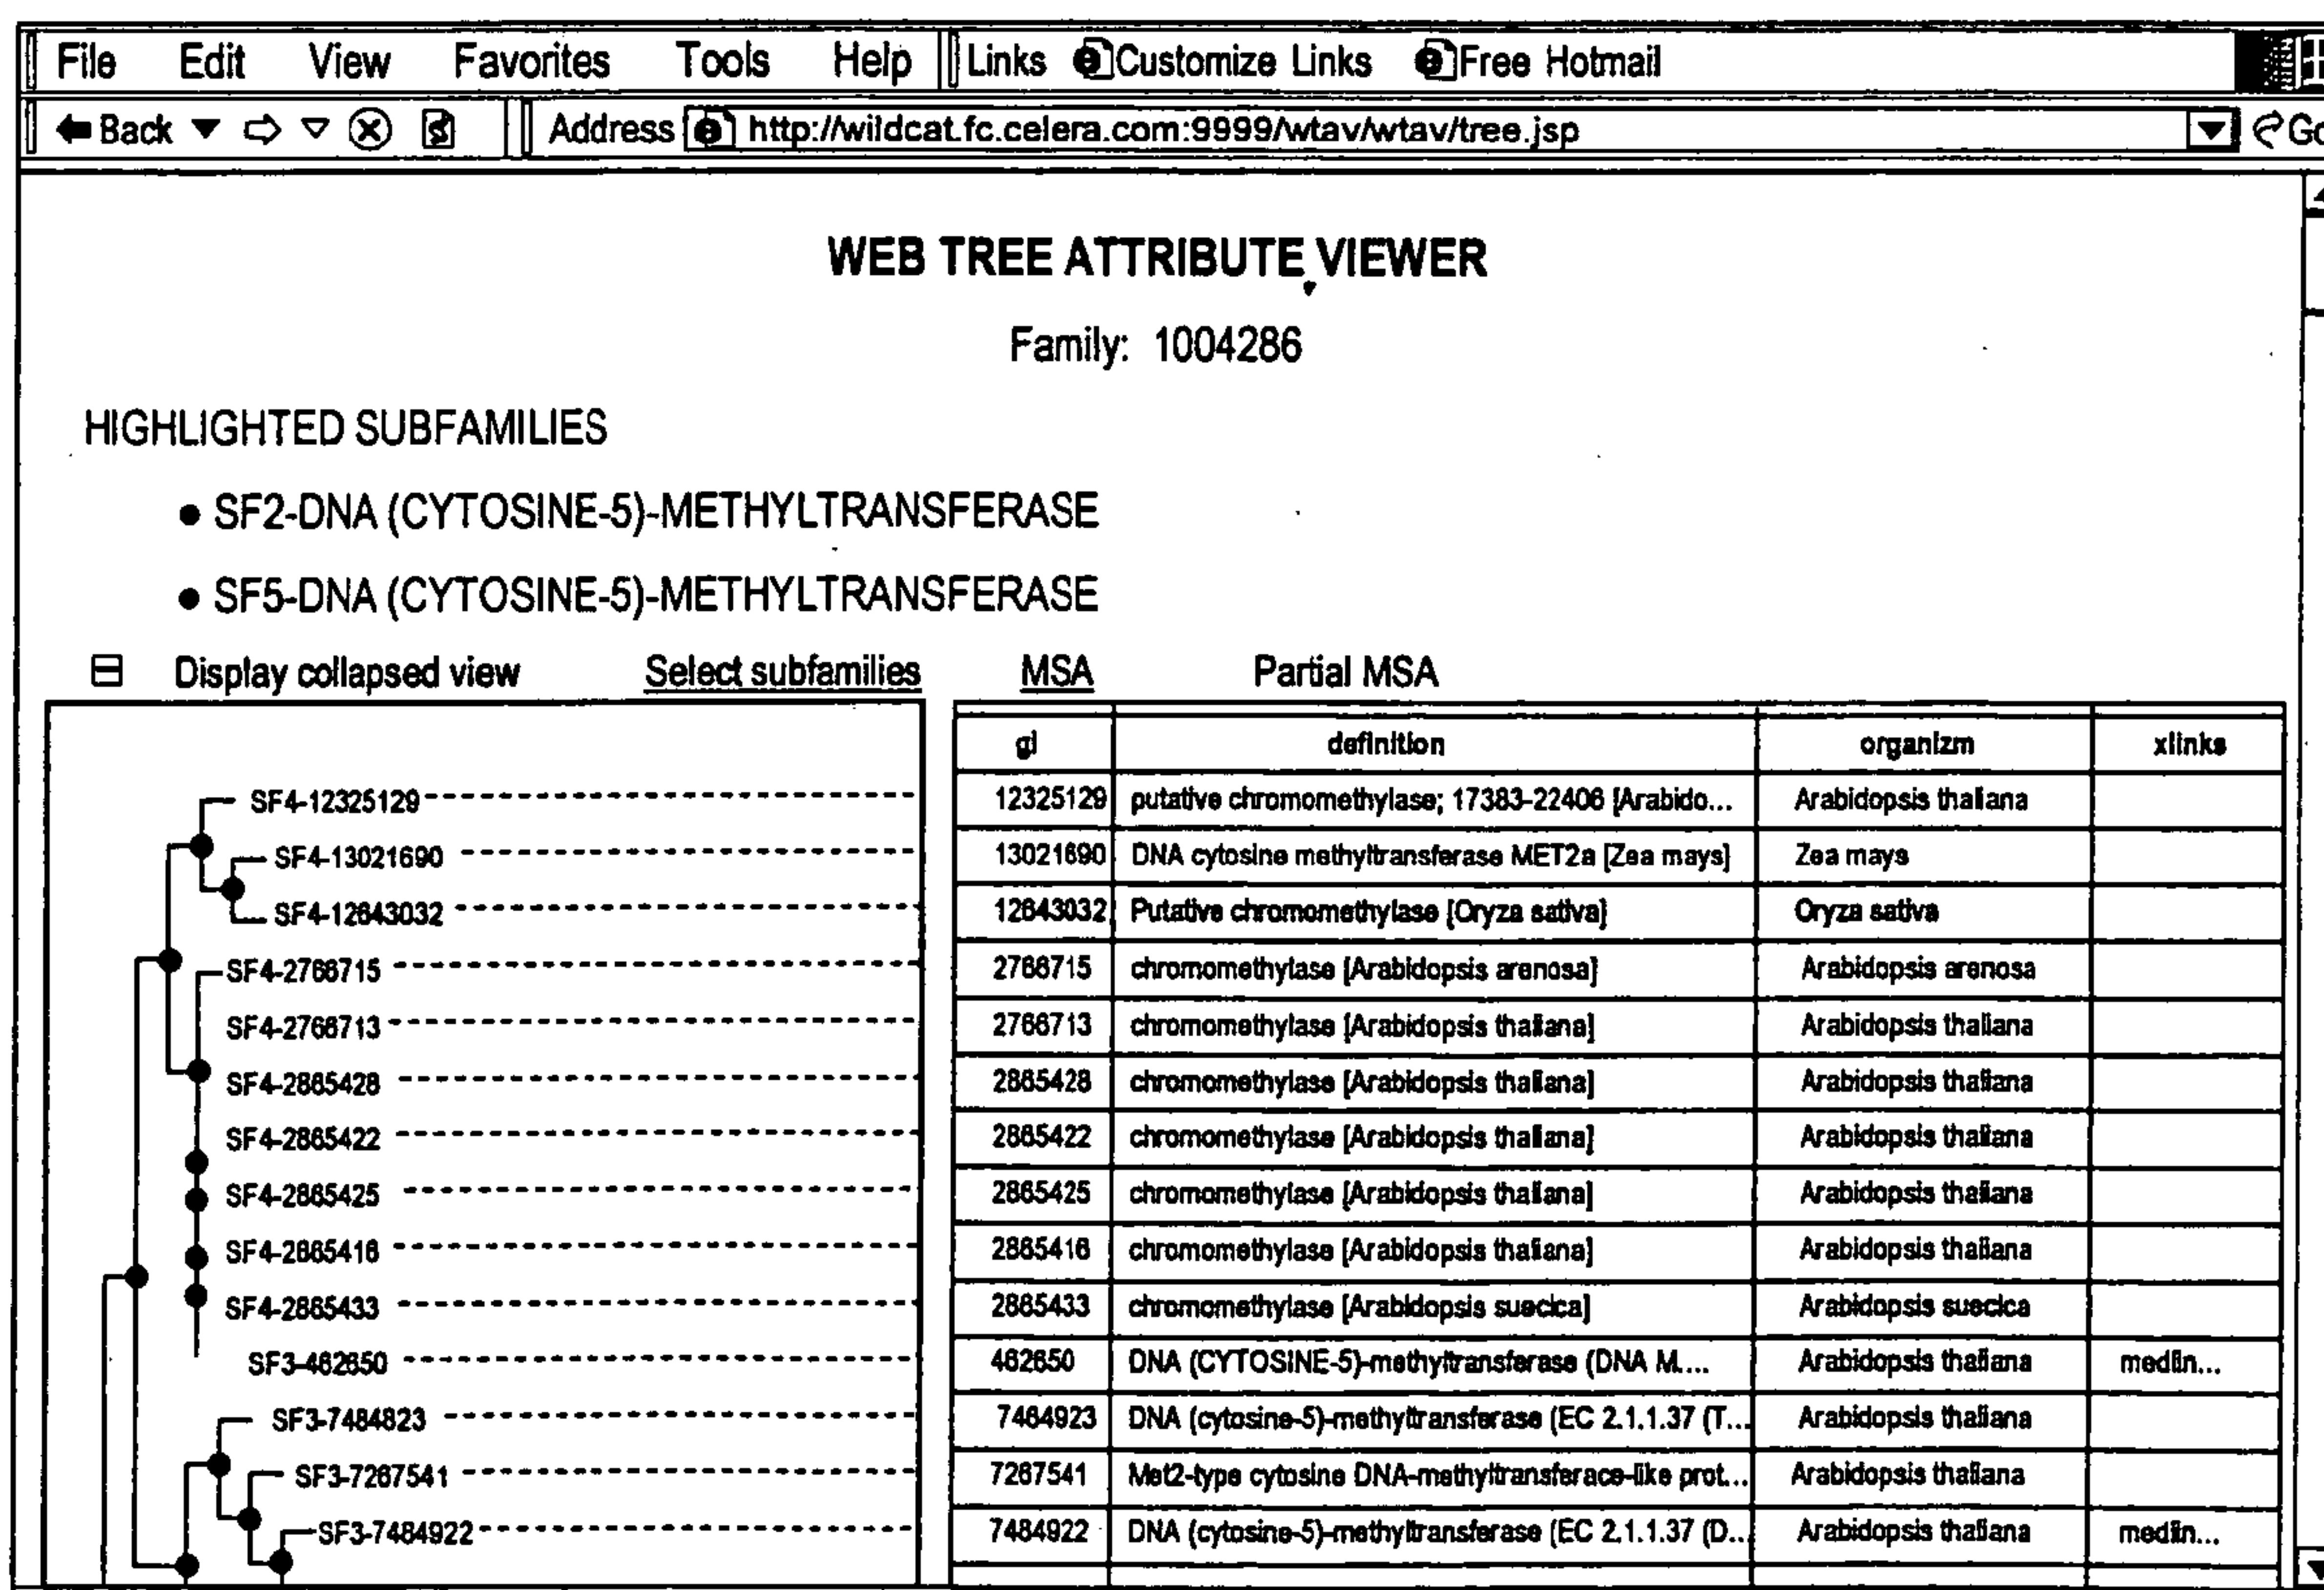 File Edit View Favorites Tools Help Links Customize Links Free Hotmail
Back Address http://wildcat.fc.celera.com:9999/wtav/wtav/tree.jsp Go
WEB TREE ATTRIBUTE VIEWER
Family: 1004286
HIGHLIGHTED SUBFAMILIES
• SF2-DNA (CYTOSINE-5)-METHYLTRANSFERASE
• SF5-DNA (CYTOSINE-5)-METHYLTRANSFERASE
Display collapsed view Select subfamilies MSA Partial MSA
gi definition organizm xlinks
SF4-12325129 12325129 putative chromomethylase; 17383-22406 [Arabido... Arabidopsis thaliana
SF4-13021690 13021690 DNA cytosine methyltransferase MET2a [Zea mays] Zea mays
SF4-12643032 12643032 Putative chromomethylase [Oryza sativa] Oryza sativa
SF4-2766715 2766715 chromomethylase [Arabidopsis arenosa] Arabidopsis arenosa
SF4-2766713 2766713 chromomethylase [Arabidopsis thaliana] Arabidopsis thaliana
SF4-2865428 2865428 chromomethylase [Arabidopsis thaliana] Arabidopsis thaliana
SF4-2865422 2865422 chromomethylase [Arabidopsis thaliana] Arabidopsis thaliana
SF4-2865425 2865425 chromomethylase [Arabidopsis thaliana] Arabidopsis thaliana
SF4-2865416 2865416 chromomethylase [Arabidopsis thaliana] Arabidopsis thaliana
SF4-2865433 2865433 chromomethylase [Arabidopsis suecica] Arabidopsis suecica
SF3-462650 462650 DNA (CYTOSINE-5)-methyltransferase (DNA M.... Arabidopsis thaliana medlin...
SF3-7484823 7484923 DNA (cytosine-5)-methyltransferase (EC 2.1.1.37 (T... Arabidopsis thaliana
SF3-7267541 7267541 Met2-type cytosine DNA-methyltransferace-like prot... Arabidopsis thaliana
SF3-7484922 7484922 DNA (cytosine-5)-methyltransferase (EC 2.1.1.37 (D... Arabidopsis thaliana medlin...